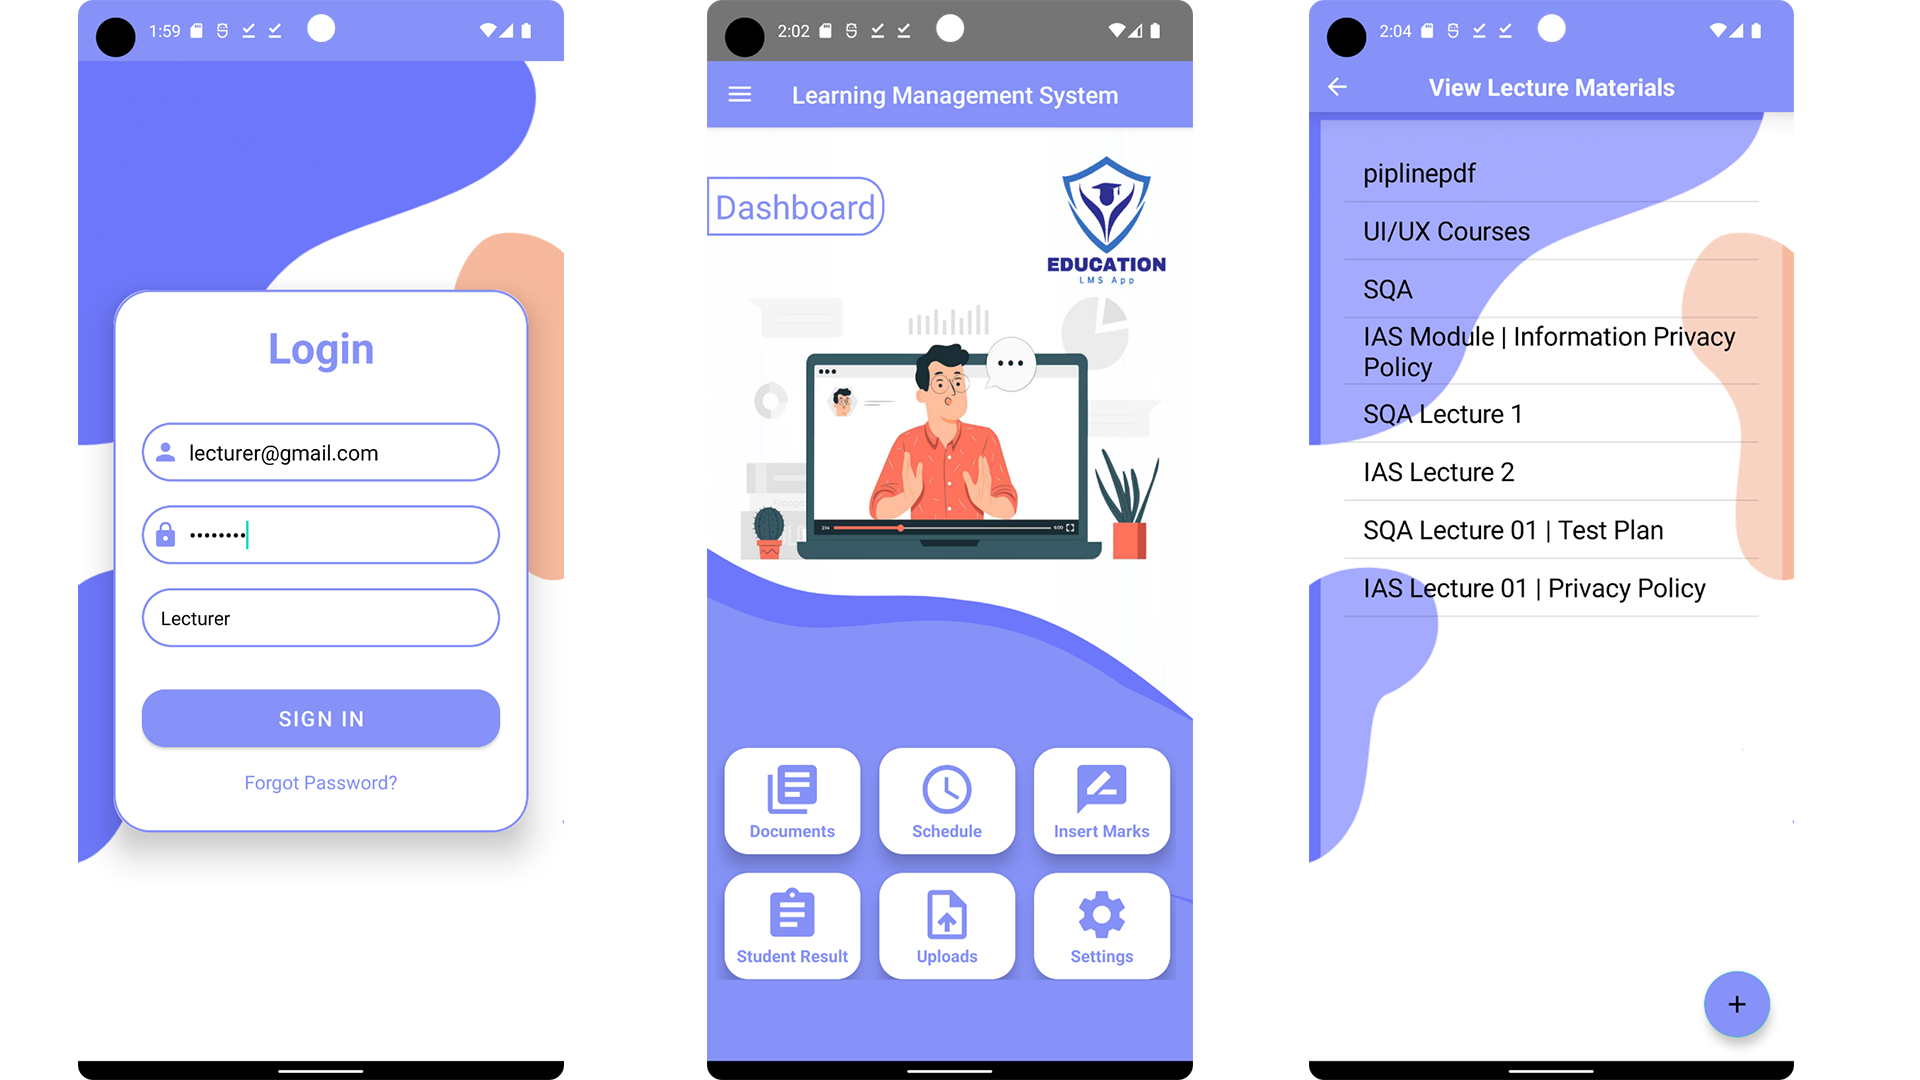 1:59
Login
lecturer@gmail.com
••••••••
Lecturer
SIGN IN
Forgot Password?
2:02
Learning Management System
Dashboard
EDUCATION
LMS App
Documents
Schedule
Insert Marks
Student Result
Uploads
Settings
2:04
View Lecture Materials
piplinepdf
UI/UX Courses
SQA
IAS Module | Information Privacy
Policy
SQA Lecture 1
IAS Lecture 2
SQA Lecture 01 | Test Plan
IAS Lecture 01 | Privacy Policy
+